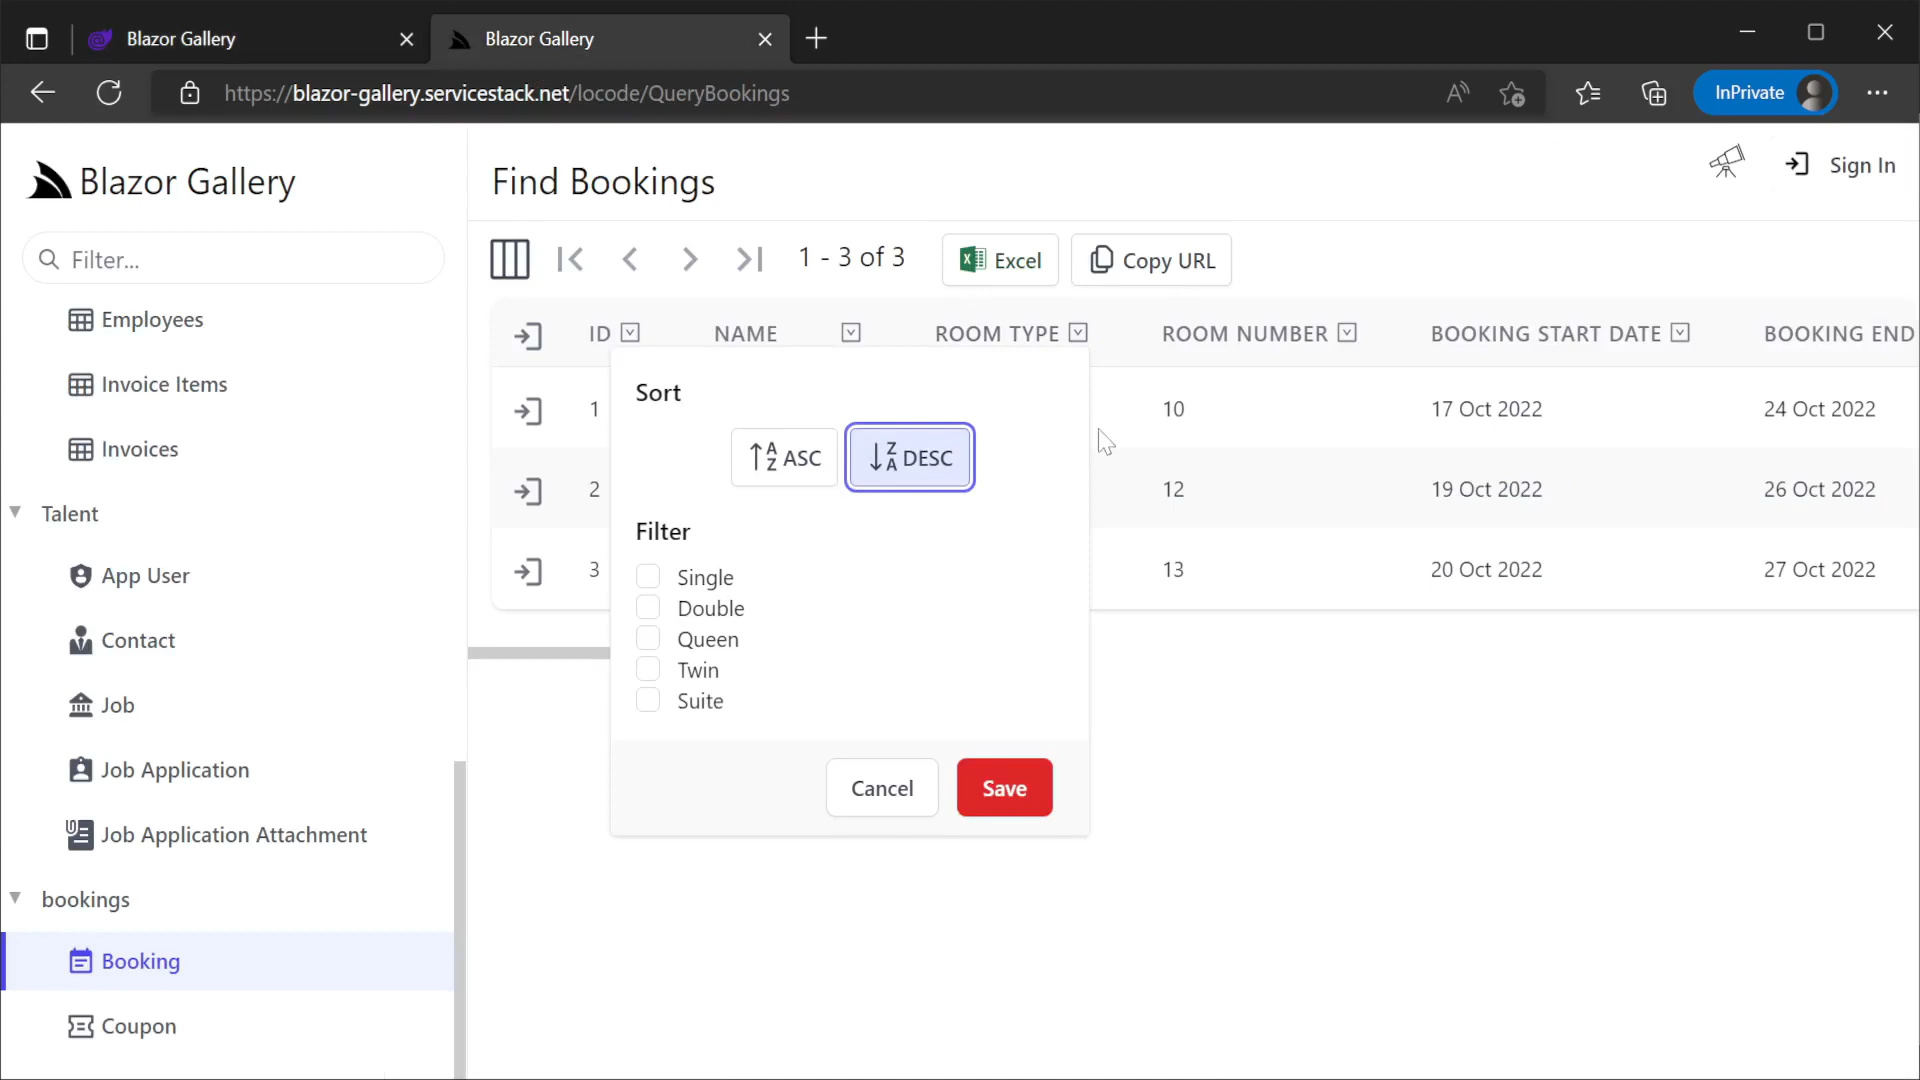 Blazor Gallery
Blazor Gallery
https://blazor-gallery.servicestack.net/locode/QueryBookings
InPrivate
Blazor Gallery
Filter...
Employees
Invoice Items
Invoices
Talent
App User
Contact
Job
Job Application
Job Application Attachment
bookings
Booking
Coupon
Find Bookings
Sign In
1 - 3 of 3
Excel
Copy URL
ID NAME ROOM TYPE ROOM NUMBER BOOKING START DATE BOOKING END
1 10 17 Oct 2022 24 Oct 2022
2 12 19 Oct 2022 26 Oct 2022
3 13 20 Oct 2022 27 Oct 2022
Sort
ASC DESC
Filter
Single
Double
Queen
Twin
Suite
Cancel Save